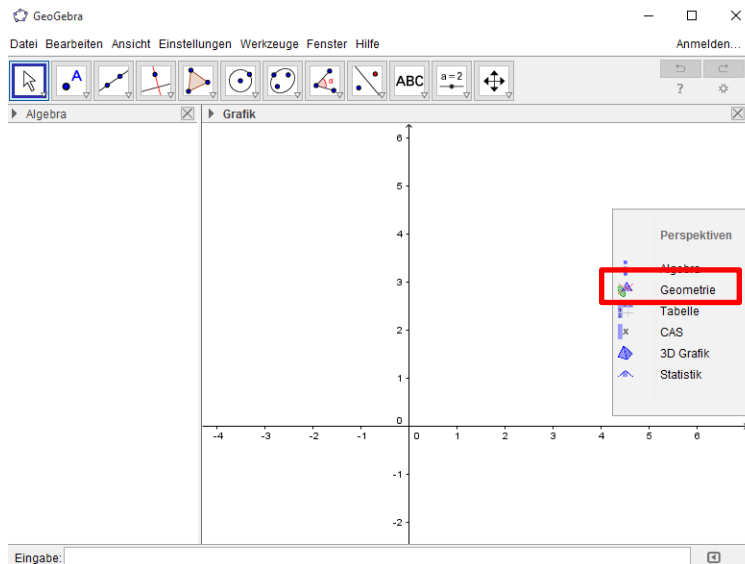 GeoGebra
Datei Bearbeiten Ansicht Einstellungen Werkzeuge Fenster Hilfe Anmelden...
A α ABC a=2 ?
Algebra Grafik
6
5
4
Perspektiven
Algebra
3
Geometrie
Tabelle
2
x CAS
3D Grafik
1
Statistik
0
-4 -3 -2 -1 0 1 2 3 4 5 6
-1
-2
Eingabe: